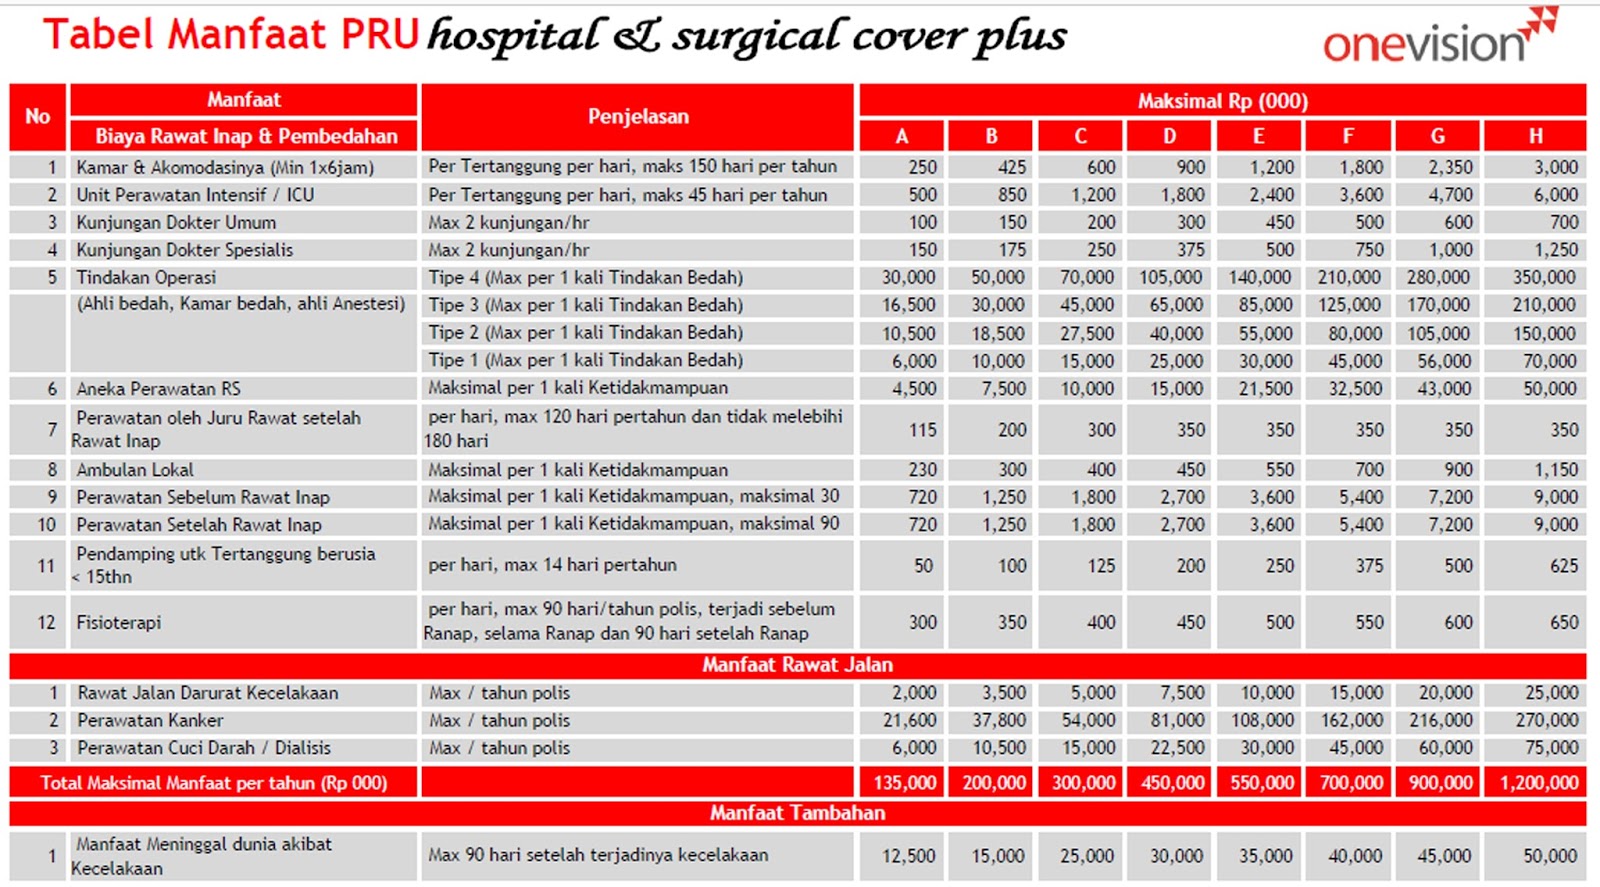 Tabel Manfaat PRU hospital & surgical cover plus
onevision
No Manfaat Penjelasan Maksimal Rp (000)
Biaya Rawat Inap & Pembedahan A B C D E F G H
1 Kamar & Akomodasinya (Min 1x6jam) Per Tertanggung per hari, maks 150 hari per tahun 250 425 600 900 1,200 1,800 2,350 3,000
2 Unit Perawatan Intensif / ICU Per Tertanggung per hari, maks 45 hari per tahun 500 850 1,200 1,800 2,400 3,600 4,700 6,000
3 Kunjungan Dokter Umum Max 2 kunjungan/hr 100 150 200 300 450 500 600 700
4 Kunjungan Dokter Spesialis Max 2 kunjungan/hr 150 175 250 375 500 750 1,000 1,250
5 Tindakan Operasi Tipe 4 (Max per 1 kali Tindakan Bedah) 30,000 50,000 70,000 105,000 140,000 210,000 280,000 350,000
(Ahli bedah, Kamar bedah, ahli Anestesi) Tipe 3 (Max per 1 kali Tindakan Bedah) 16,500 30,000 45,000 65,000 85,000 125,000 170,000 210,000
Tipe 2 (Max per 1 kali Tindakan Bedah) 10,500 18,500 27,500 40,000 55,000 80,000 105,000 150,000
Tipe 1 (Max per 1 kali Tindakan Bedah) 6,000 10,000 15,000 25,000 30,000 45,000 56,000 70,000
6 Aneka Perawatan RS Maksimal per 1 kali Ketidakmampuan 4,500 7,500 10,000 15,000 21,500 32,500 43,000 50,000
7 Perawatan oleh Juru Rawat setelah
Rawat Inap
per hari, max 120 hari pertahun dan tidak melebihi
180 hari
115 200 300 350 350 350 350 350
8 Ambulan Lokal Maksimal per 1 kali Ketidakmampuan 230 300 400 450 550 700 900 1,150
9 Perawatan Sebelum Rawat Inap Maksimal per 1 kali Ketidakmampuan, maksimal 30 720 1,250 1,800 2,700 3,600 5,400 7,200 9,000
10 Perawatan Setelah Rawat Inap Maksimal per 1 kali Ketidakmampuan, maksimal 90 720 1,250 1,800 2,700 3,600 5,400 7,200 9,000
11 Pendamping utk Tertanggung berusia
< 15thn
per hari, max 14 hari pertahun 50 100 125 200 250 375 500 625
12 Fisioterapi
per hari, max 90 hari/tahun polis, terjadi sebelum
Ranap, selama Ranap dan 90 hari setelah Ranap
300 350 400 450 500 550 600 650
Manfaat Rawat Jalan
1 Rawat Jalan Darurat Kecelakaan Max / tahun polis 2,000 3,500 5,000 7,500 10,000 15,000 20,000 25,000
2 Perawatan Kanker Max / tahun polis 21,600 37,800 54,000 81,000 108,000 162,000 216,000 270,000
3 Perawatan Cuci Darah / Dialisis Max / tahun polis 6,000 10,500 15,000 22,500 30,000 45,000 60,000 75,000
Total Maksimal Manfaat per tahun (Rp 000) 135,000 200,000 300,000 450,000 550,000 700,000 900,000 1,200,000
Manfaat Tambahan
1 Manfaat Meninggal dunia akibat
Kecelakaan
Max 90 hari setelah terjadinya kecelakaan 12,500 15,000 25,000 30,000 35,000 40,000 45,000 50,000